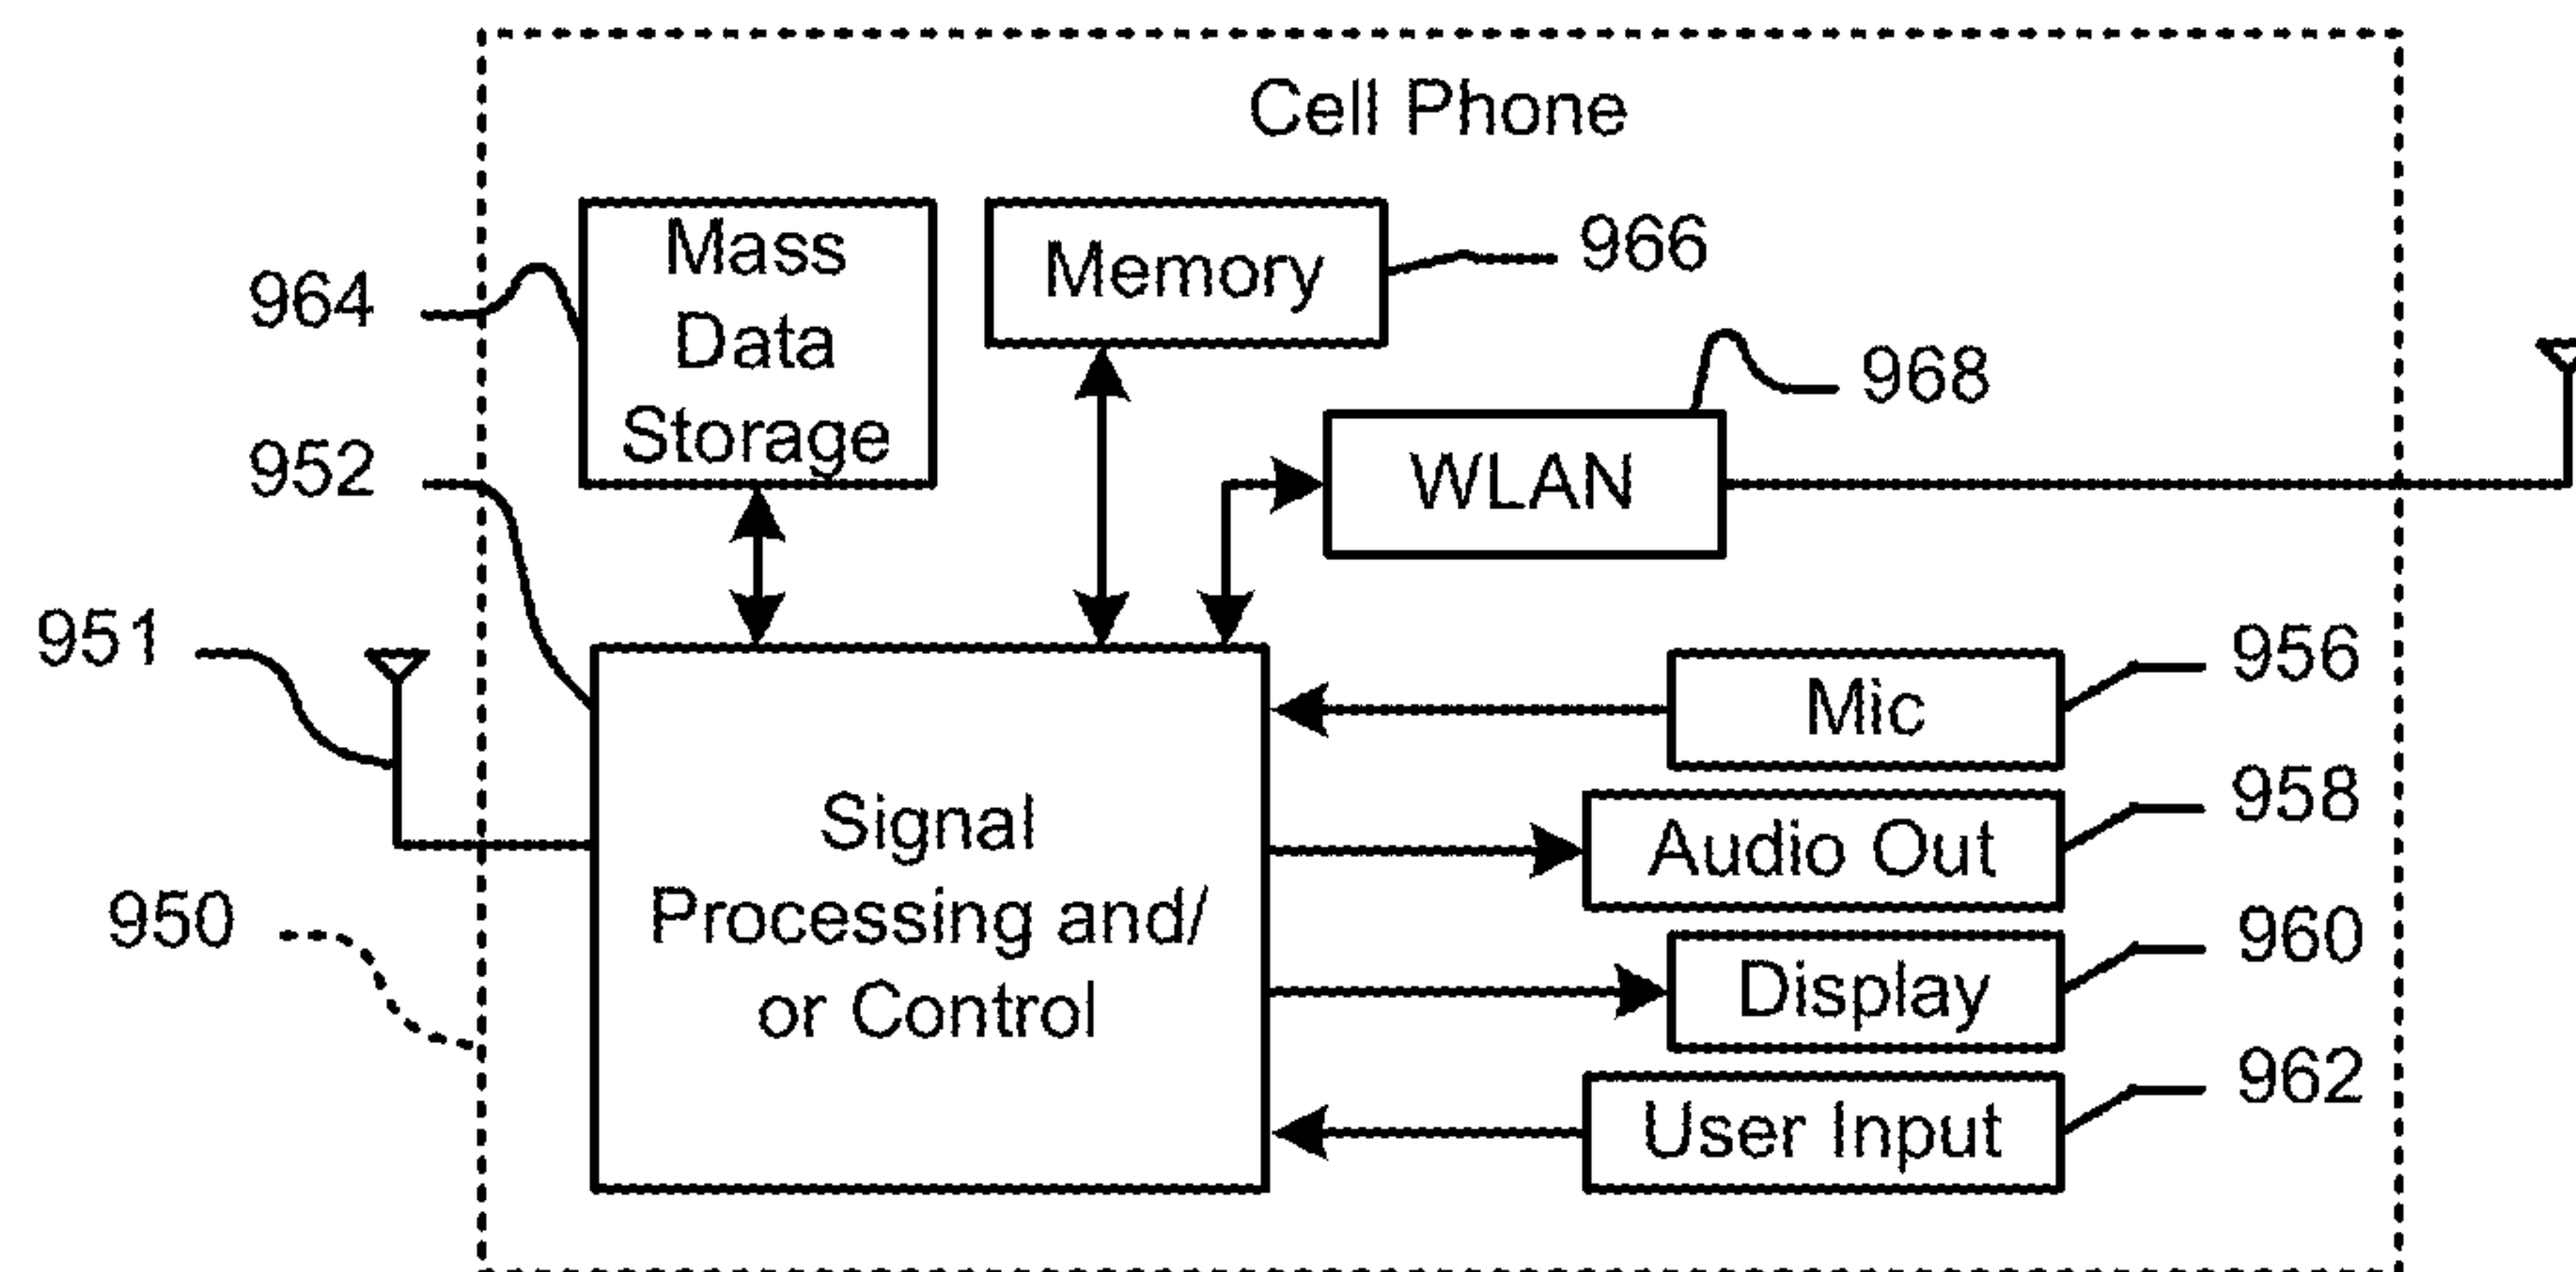 Cell Phone
Mass
Data
Storage
964
Memory
966
WLAN
968
952
951
950
Signal
Processing and/
or Control
Mic
956
Audio Out
958
Display
960
User Input
962